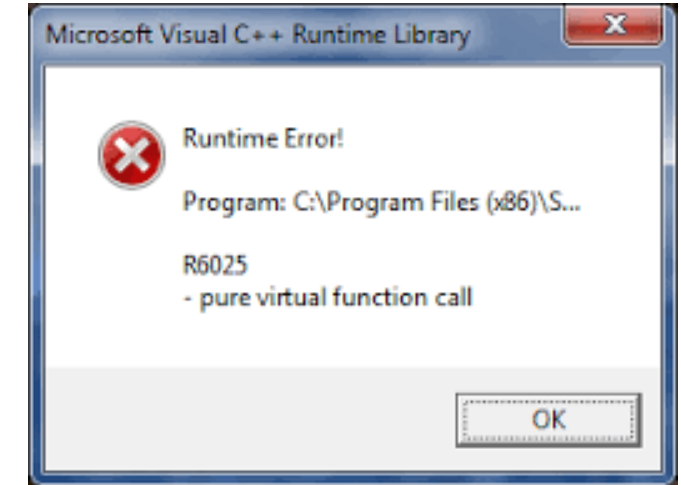 Microsoft Visual C++ Runtime Library
Runtime Error!
Program: C:\Program Files (x86)\S...
R6025
- pure virtual function call
OK